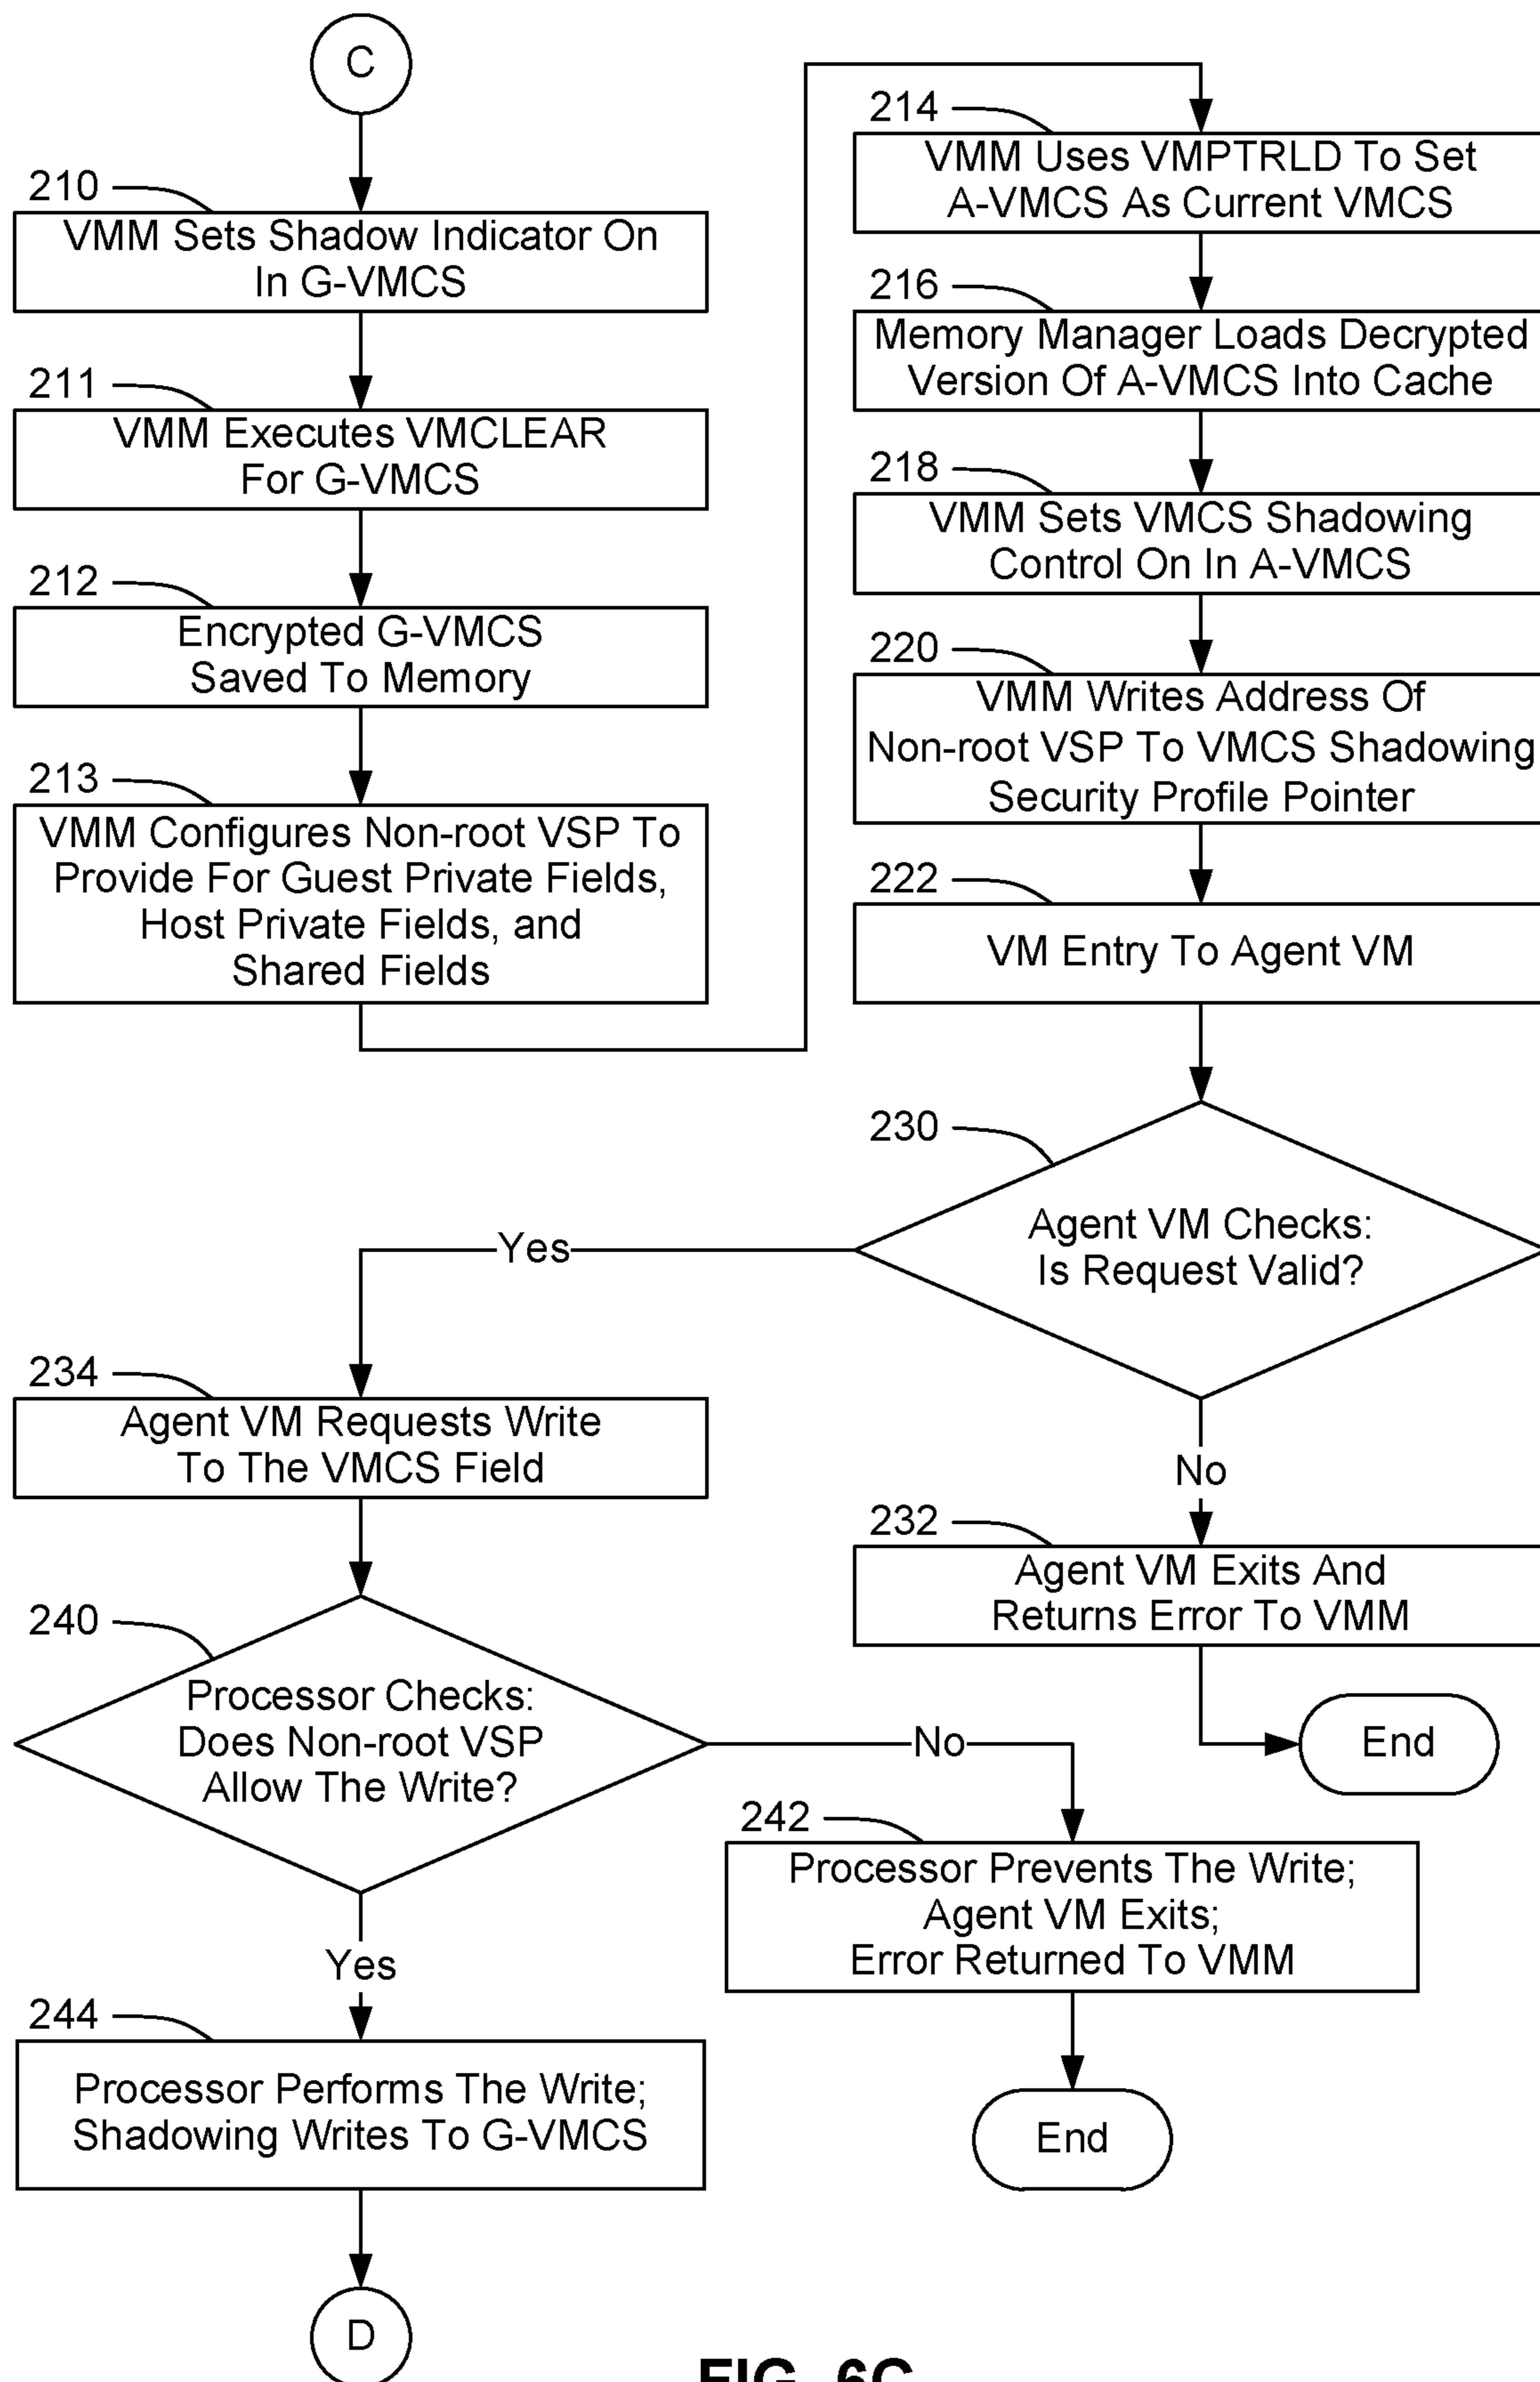 C
210
VMM Sets Shadow Indicator On
In G-VMCS
211
VMM Executes VMCLEAR
For G-VMCS
212
Encrypted G-VMCS
Saved To Memory
213
VMM Configures Non-root VSP To
Provide For Guest Private Fields,
Host Private Fields, and
Shared Fields
214
VMM Uses VMPTRLD To Set
A-VMCS As Current VMCS
216
Memory Manager Loads Decrypted
Version Of A-VMCS Into Cache
218
VMM Sets VMCS Shadowing
Control On In A-VMCS
220
VMM Writes Address Of
Non-root VSP To VMCS Shadowing
Security Profile Pointer
222
VM Entry To Agent VM
230
Agent VM Checks:
Is Request Valid?
Yes
No
232
Agent VM Exits And
Returns Error To VMM
End
234
Agent VM Requests Write
To The VMCS Field
240
Processor Checks:
Does Non-root VSP
Allow The Write?
No
242
Processor Prevents The Write;
Agent VM Exits;
Error Returned To VMM
End
Yes
244
Processor Performs The Write;
Shadowing Writes To G-VMCS
D
FIG. 6C